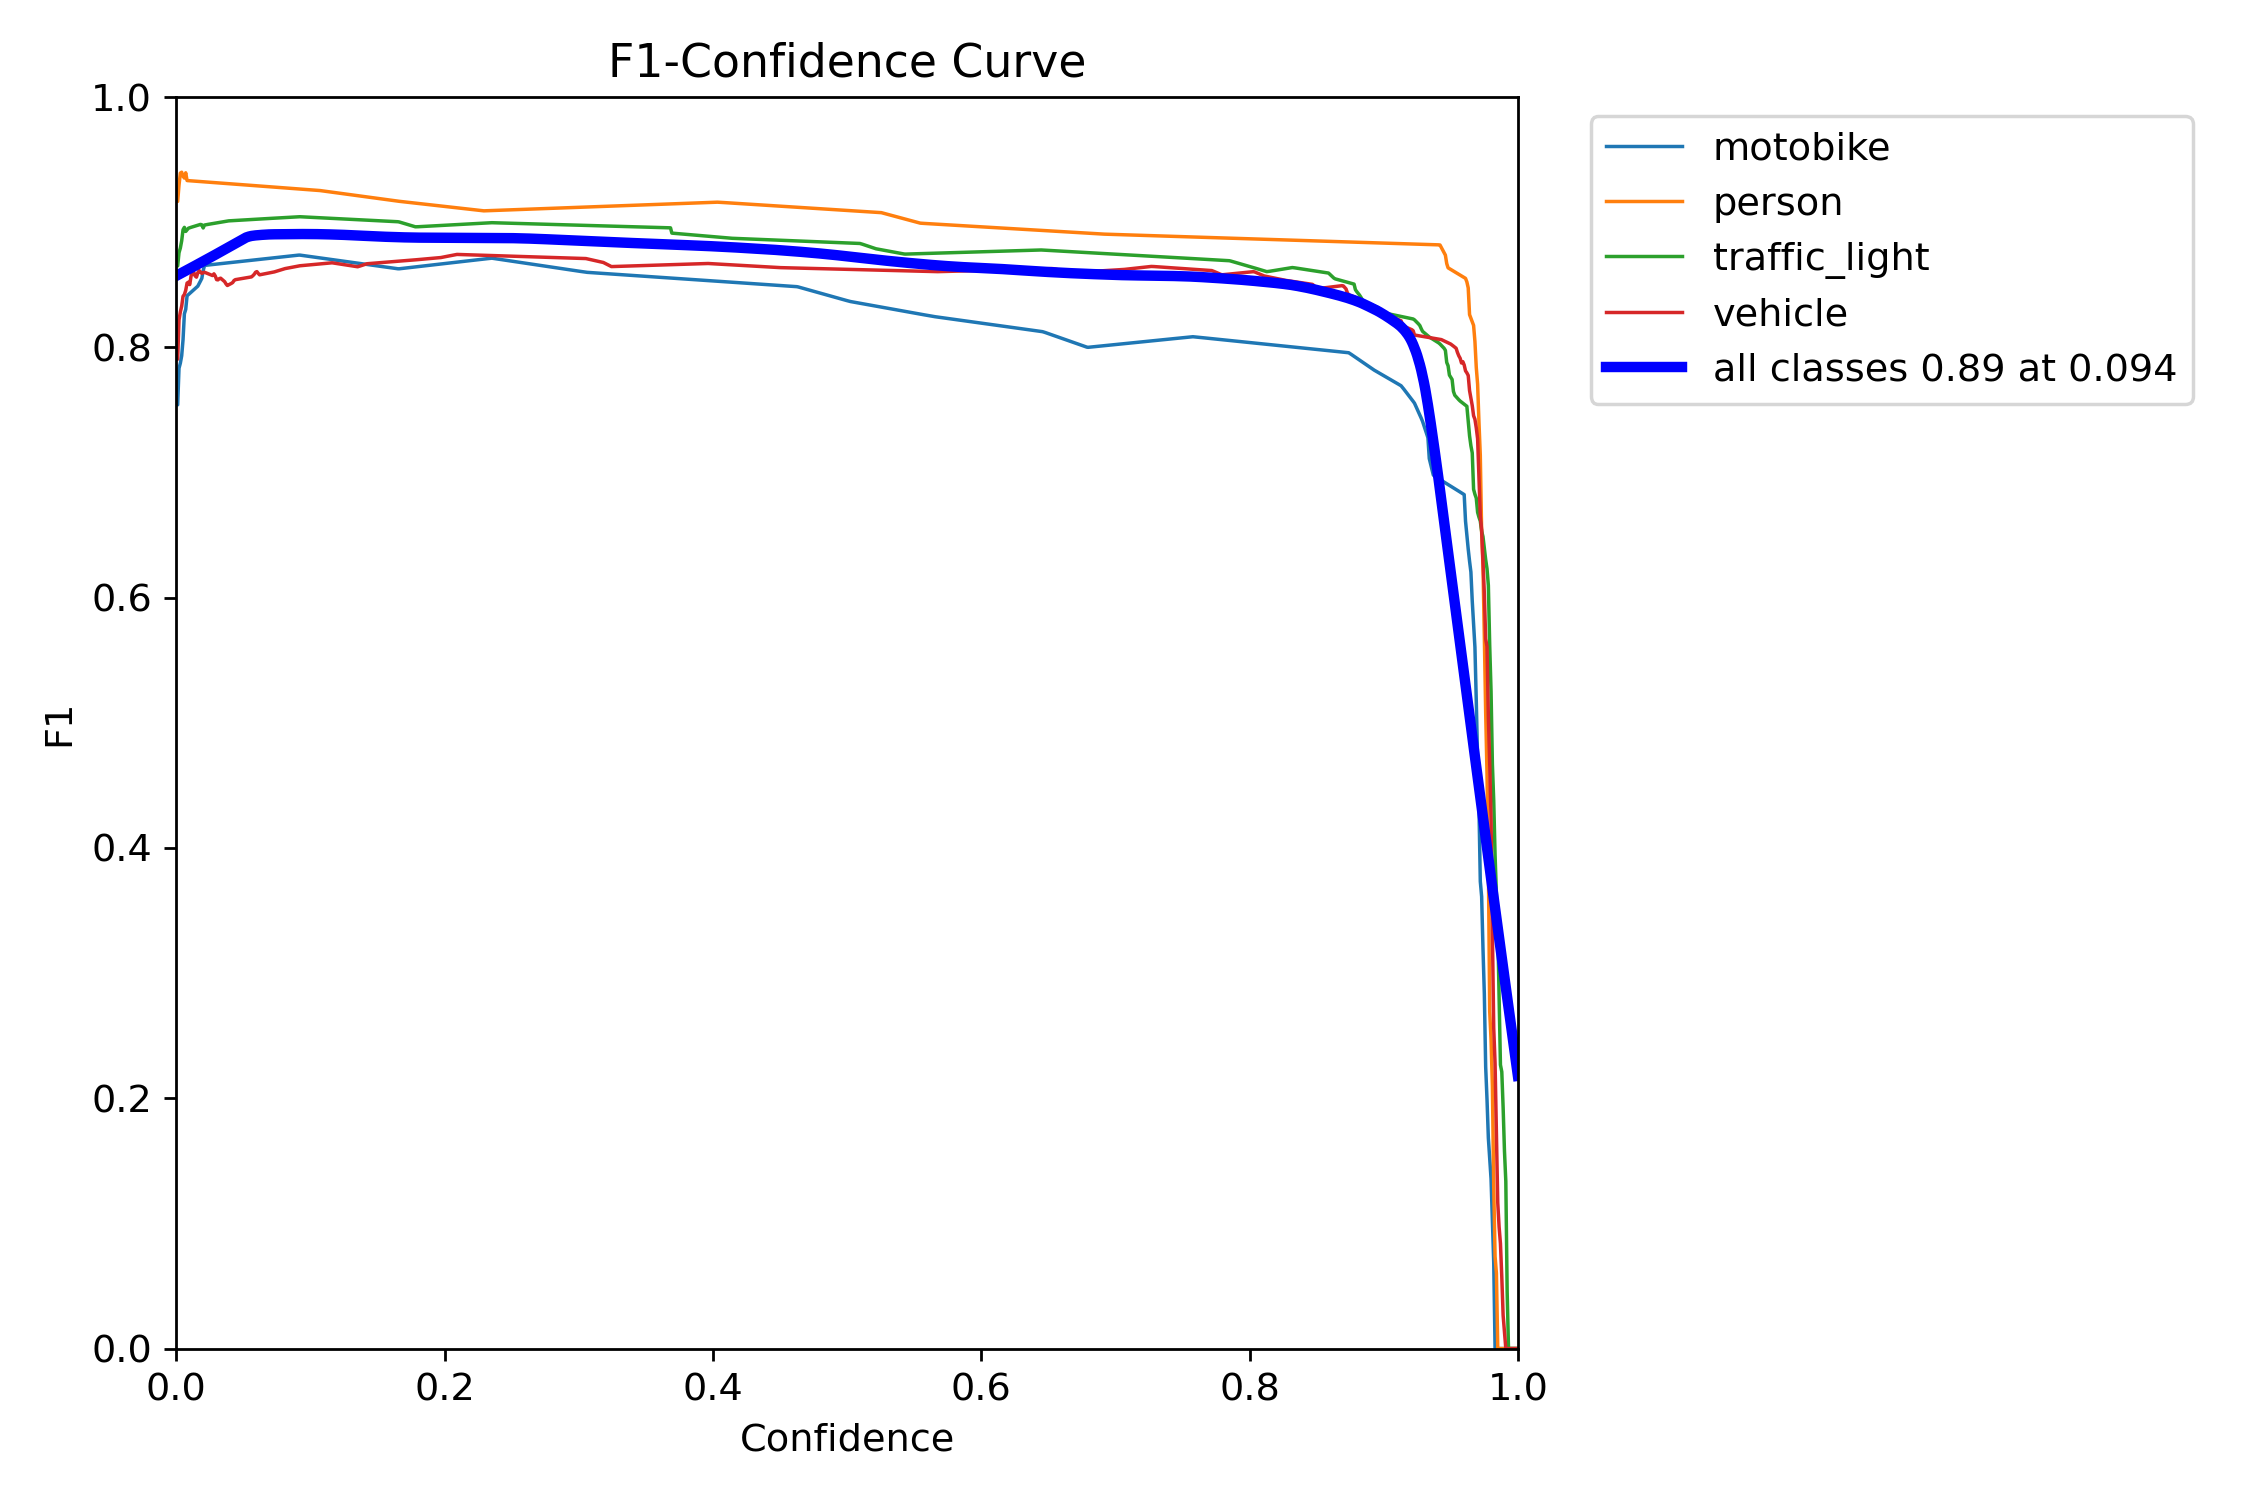 F1-Confidence Curve
1.0
0.8
0.6
0.4
0.2
0.0
F1
0.0 0.2 0.4 0.6 0.8 1.0
Confidence
motobike
person
traffic_light
vehicle
all classes 0.89 at 0.094